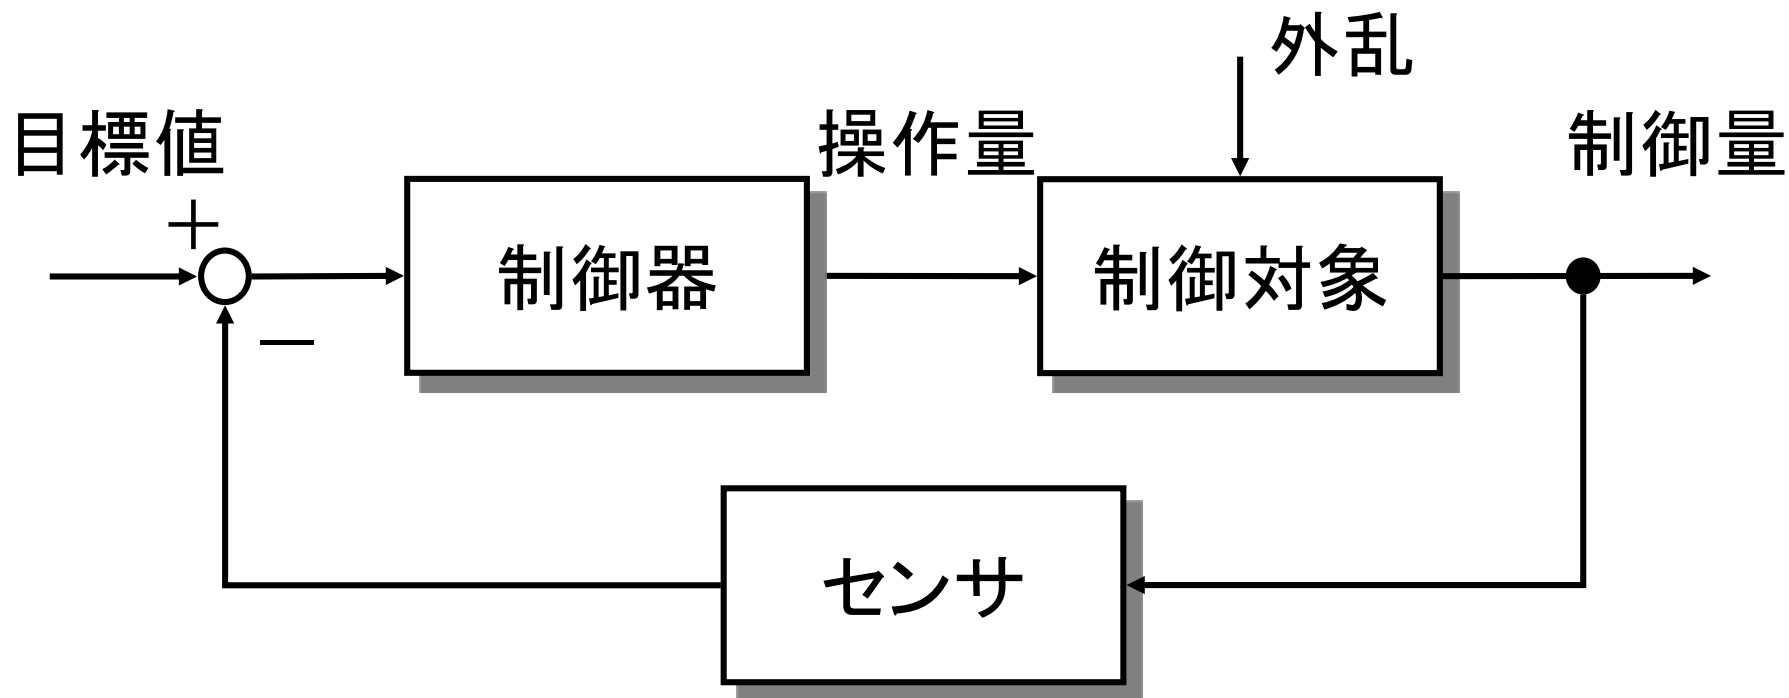 外乱
目標値
操作量
制御量
＋
制御器
制御対象
－
センサ